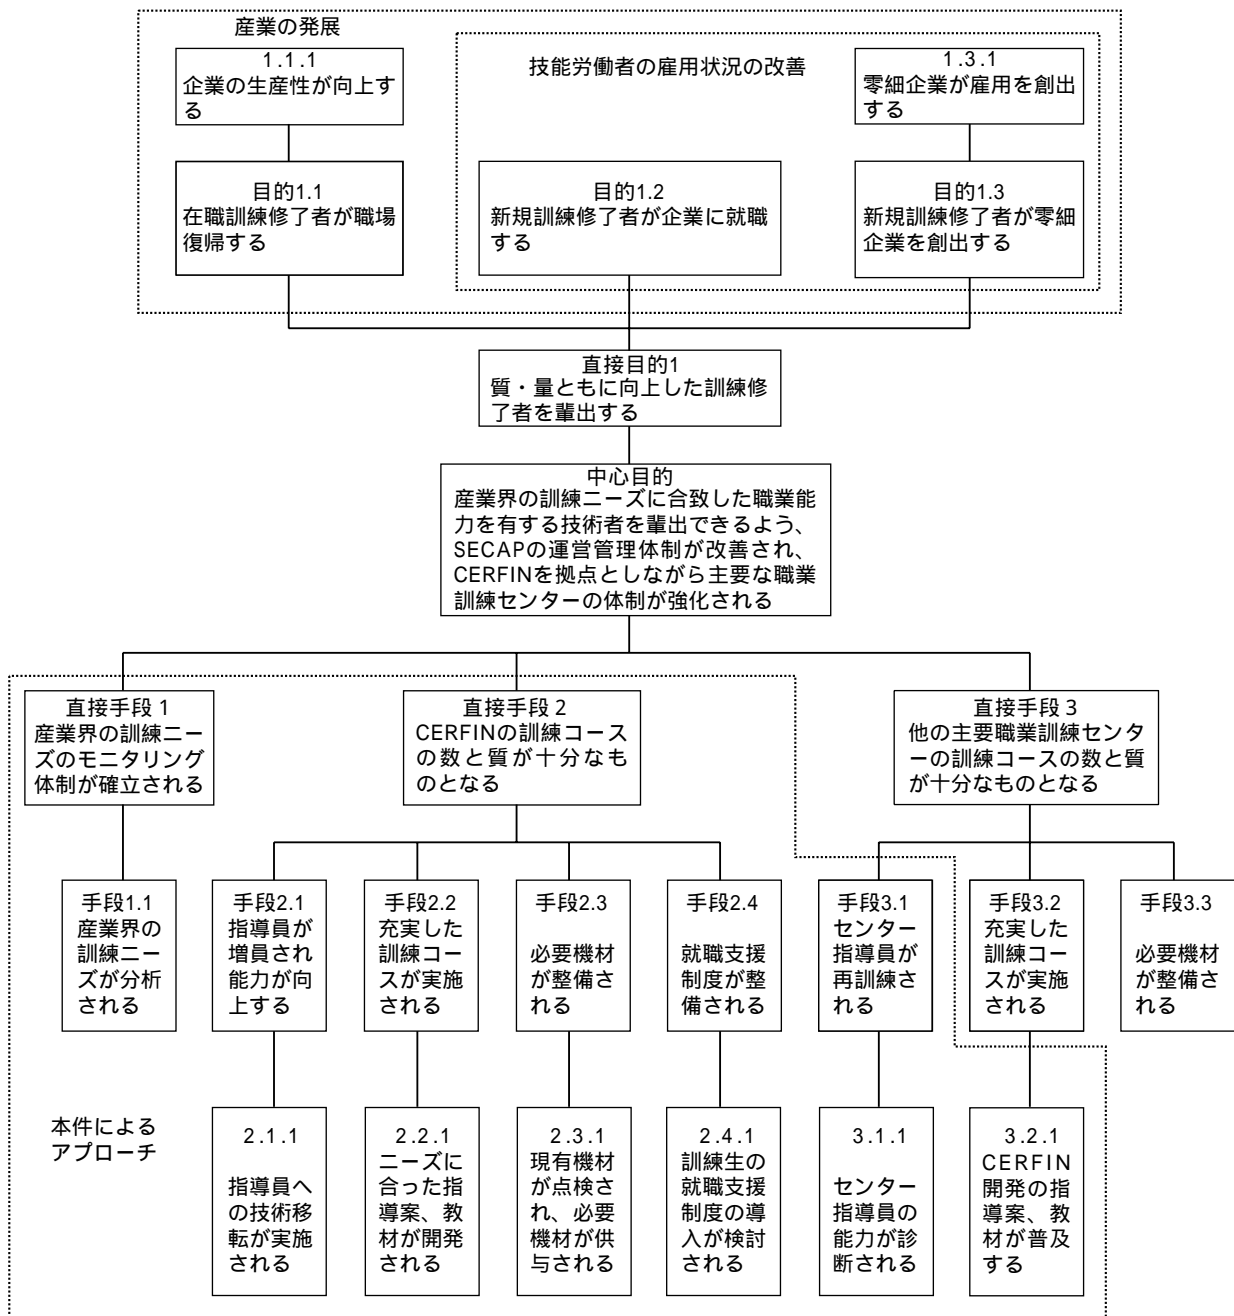 産業の発展
1.1.1
企業の生産性が向上す
る
技能労働者の雇用状況の改善
1.3.1
零細企業が雇用を創出
する
目的1.1
在職訓練修了者が職場
復帰する
目的1.2
新規訓練修了者が企業に就職
する
目的1.3
新規訓練修了者が零細
企業を創出する
直接目的1
質・量ともに向上した訓練修
了者を輩出する
中心目的
産業界の訓練ニーズに合致した職業能
力を有する技術者を輩出できるよう、
SECAPの運営管理体制が改善され、
CERFINを拠点としながら主要な職業
訓練センターの体制が強化される
直接手段 1
産業界の訓練ニー
ズのモニタリング
体制が確立される
直接手段 2
CERFINの訓練コース
の数と質が十分なも
のとなる
直接手段 3
他の主要職業訓練センタ
ーの訓練コースの数と質
が十分なものとなる
手段1.1
産業界の
訓練ニー
ズが分析
される
手段2.1
指導員が
増員され
能力が向
上する
手段2.2
充実した
訓練コー
スが実施
される
手段2.3
必要機材
が整備さ
れる
手段2.4
就職支援
制度が整
備される
手段3.1
センター
指導員が
再訓練さ
れる
手段3.2
充実した
訓練コー
スが実施
される
手段3.3
必要機材
が整備さ
れる
本件による
アプローチ
2.1.1
指導員へ
の技術移
転が実施
される
2.2.1
ニーズに
合った指
導案、教
材が開発
される
2.3.1
現有機材
が点検さ
れ、必要
機材が供
与される
2.4.1
訓練生の
就職支援
制度の導
入が検討
される
3.1.1
センター
指導員の
能力が診
断される
3.2.1
CERFIN
開発の指
導案、教
材が普及
する